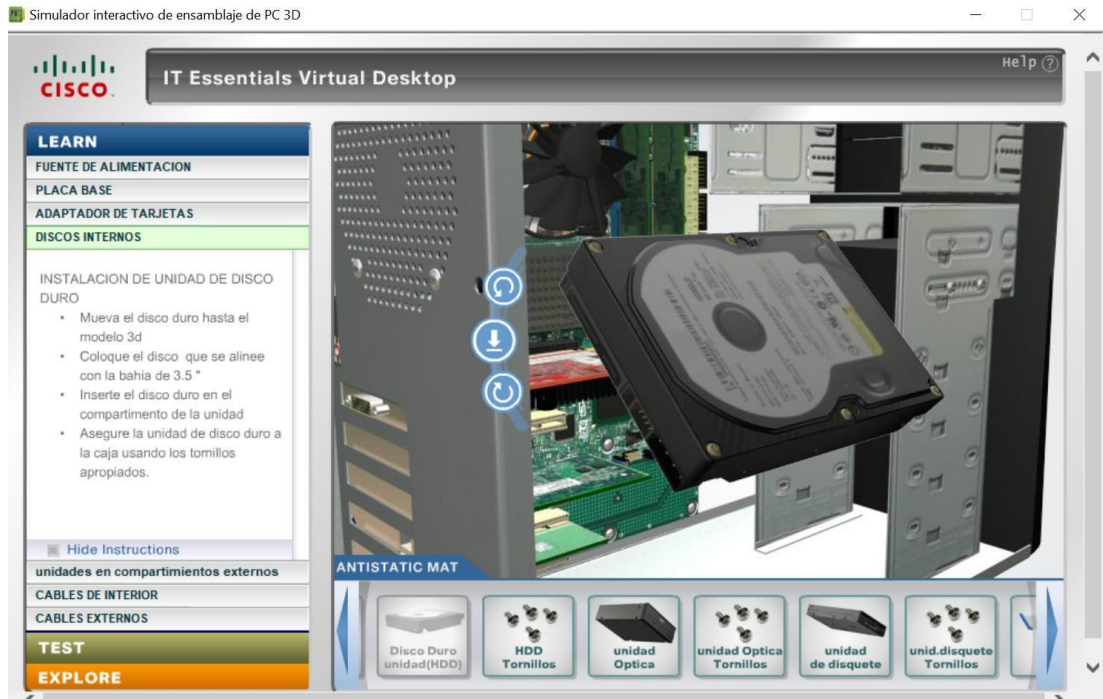 Simulador interactivo de ensamblaje de PC 3D
CISCO
IT Essentials Virtual Desktop
Help ?
LEARN
FUENTE DE ALIMENTACION
PLACA BASE
ADAPTADOR DE TARJETAS
DISCOS INTERNOS
INSTALACION DE UNIDAD DE DISCO
DURO
• Mueva el disco duro hasta el
modelo 3d
• Coloque el disco que se alinee
con la bahia de 3.5 "
• Inserte el disco duro en el
compartimento de la unidad
• Asegure la unidad de disco duro a
la caja usando los tornillos
apropiados.
Hide Instructions
unidades en compartimientos externos
CABLES DE INTERIOR
CABLES EXTERNOS
TEST
EXPLORE
ANTISTATIC MAT
Disco Duro
unidad(HDD)
HDD
Tornillos
unidad
Optica
unidad Optica
Tornillos
unidad
de disquete
unid.disquete
Tornillos